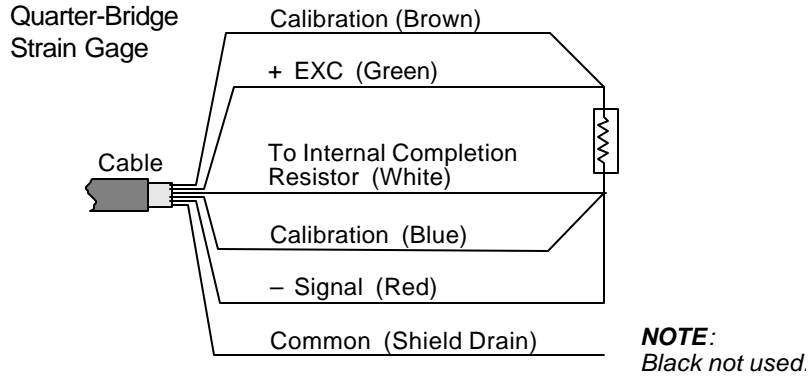 Quarter-Bridge
Strain Gage
Calibration (Brown)
+ EXC (Green)
Cable
To Internal Completion
Resistor (White)
Calibration (Blue)
– Signal (Red)
Common (Shield Drain)
NOTE:
Black not used.